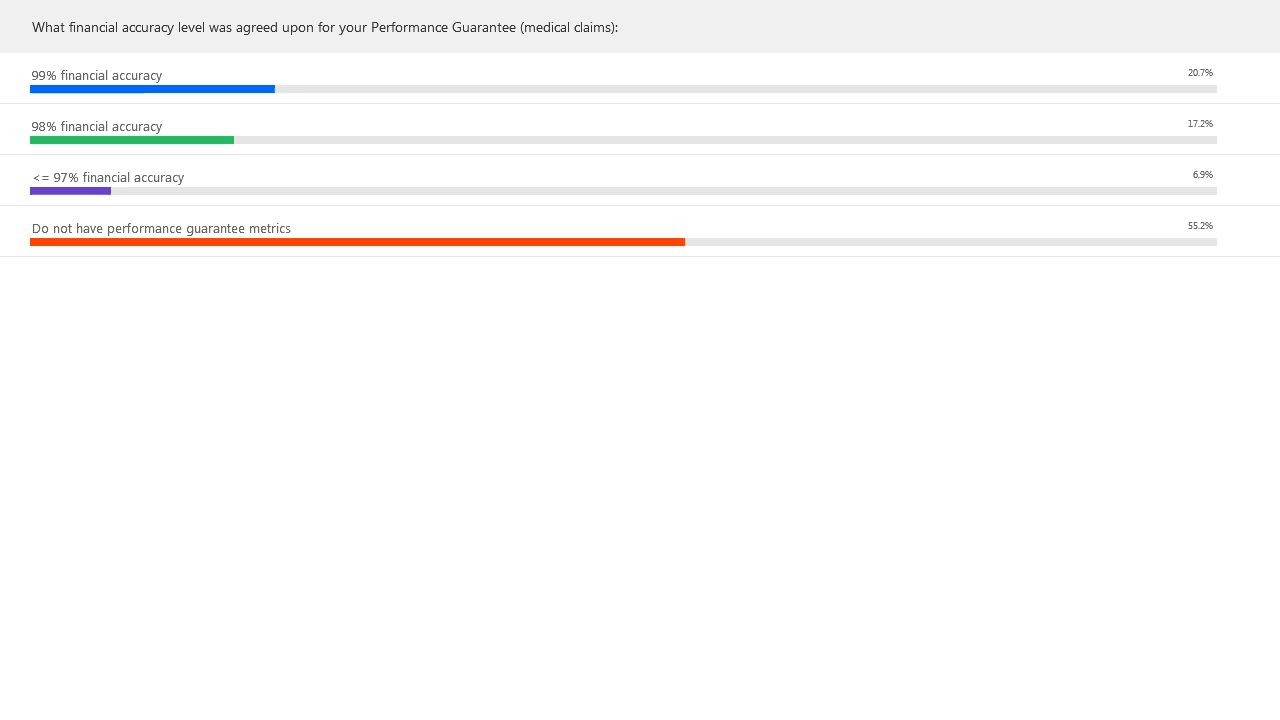 What financial accuracy level was agreed upon for your Performance Guarantee (medical claims):
99% financial accuracy
20.7%
98% financial accuracy
17.2%
<= 97% financial accuracy
6.9%
Do not have performance guarantee metrics
55.2%